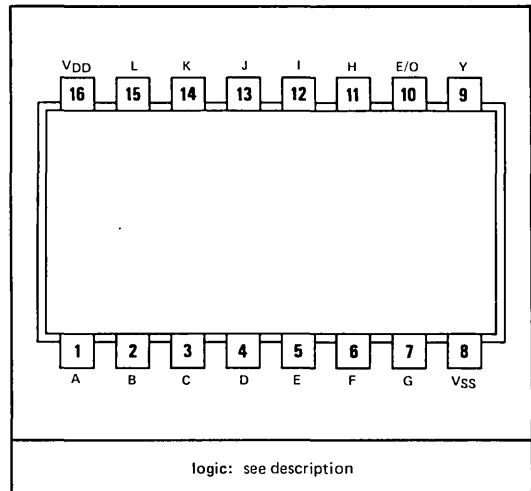 VDD L K J I H E/O Y
16 15 14 13 12 11 10 9
1 2 3 4 5 6 7 8
A B C D E F G VSS
logic: see description